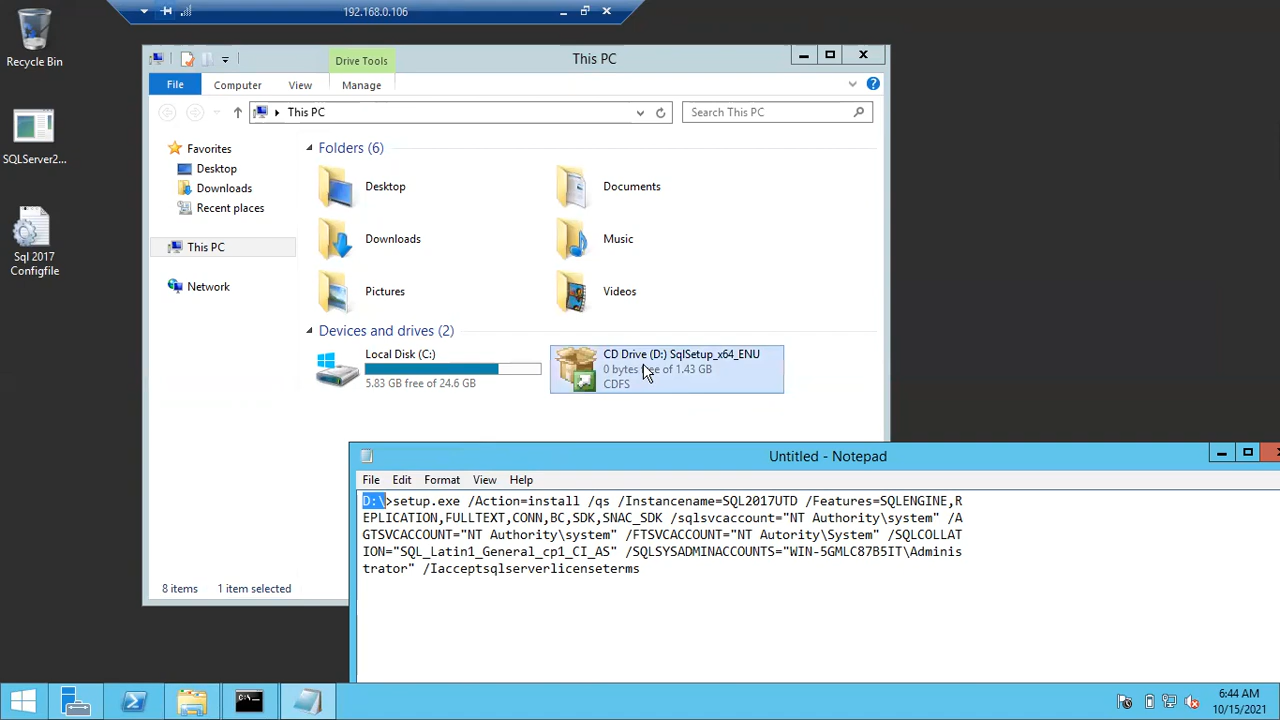 192.168.0.106
Recycle Bin
SQLServer2...
Sql 2017
Configfile
Drive Tools
This PC
File
Computer
View
Manage
This PC
Search This PC
Favorites
Desktop
Downloads
Recent places
This PC
Network
Folders (6)
Desktop
Documents
Downloads
Music
Pictures
Videos
Devices and drives (2)
Local Disk (C:)
5.83 GB free of 24.6 GB
CD Drive (D:) SqlSetup_x64_ENU
0 bytes free of 1.43 GB
CDFS
8 items
1 item selected
Untitled - Notepad
File
Edit
Format
View
Help
D:\>setup.exe /Action=install /qs /Instancename=SQL2017UTD /Features=SQLENGINE,R
EPLICATION,FULLTEXT,CONN,BC,SDK,SNAC_SDK /sqlsvcaccount="NT Authority\system" /A
GTSVCACCOUNT="NT Authority\system" /FTSVCACCOUNT="NT Autority\System" /SQLCOLLAT
ION="SQL_Latin1_General_cp1_CI_AS" /SQLSYSADMINACCOUNTS="WIN-5GMLC87B5IT\Adminis
trator" /Iacceptsqlserverlicenseterms
6:44 AM
10/15/2021